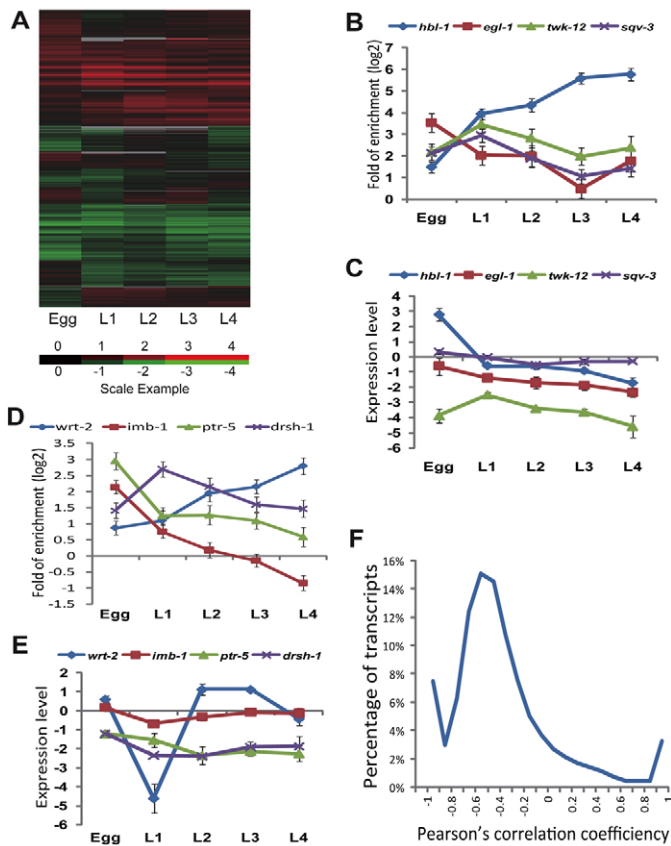 A
Egg L1 L2 L3 L4
0 1 2 3 4
0 -1 -2 -3 -4
Scale Example
B
hbl-1 egl-1 twk-12 sqv-3
Fold of enrichment (log2)
7
6
5
4
3
2
1
0
Egg L1 L2 L3 L4
C
hbl-1 egl-1 twk-12 sqv-3
Expression level
4
3
2
1
0
-1
-2
-3
-4
-5
-6
Egg L1 L2 L3 L4
D
wrt-2 imb-1 ptr-5 drsh-1
Fold of enrichment (log2)
3.5
3
2.5
2
1.5
1
0.5
0
-0.5
-1
-1.5
Egg L1 L2 L3 L4
E
wrt-2 imb-1 ptr-5 drsh-1
Expression level
2
1
0
-1
-2
-3
-4
-5
-6
Egg L1 L2 L3 L4
F
Percentage of transcripts
16%
14%
12%
10%
8%
6%
4%
2%
0%
-1 -0.8 -0.6 -0.4 -0.2 0 0.2 0.4 0.6 0.8 1
Pearson's correlation coefficiency